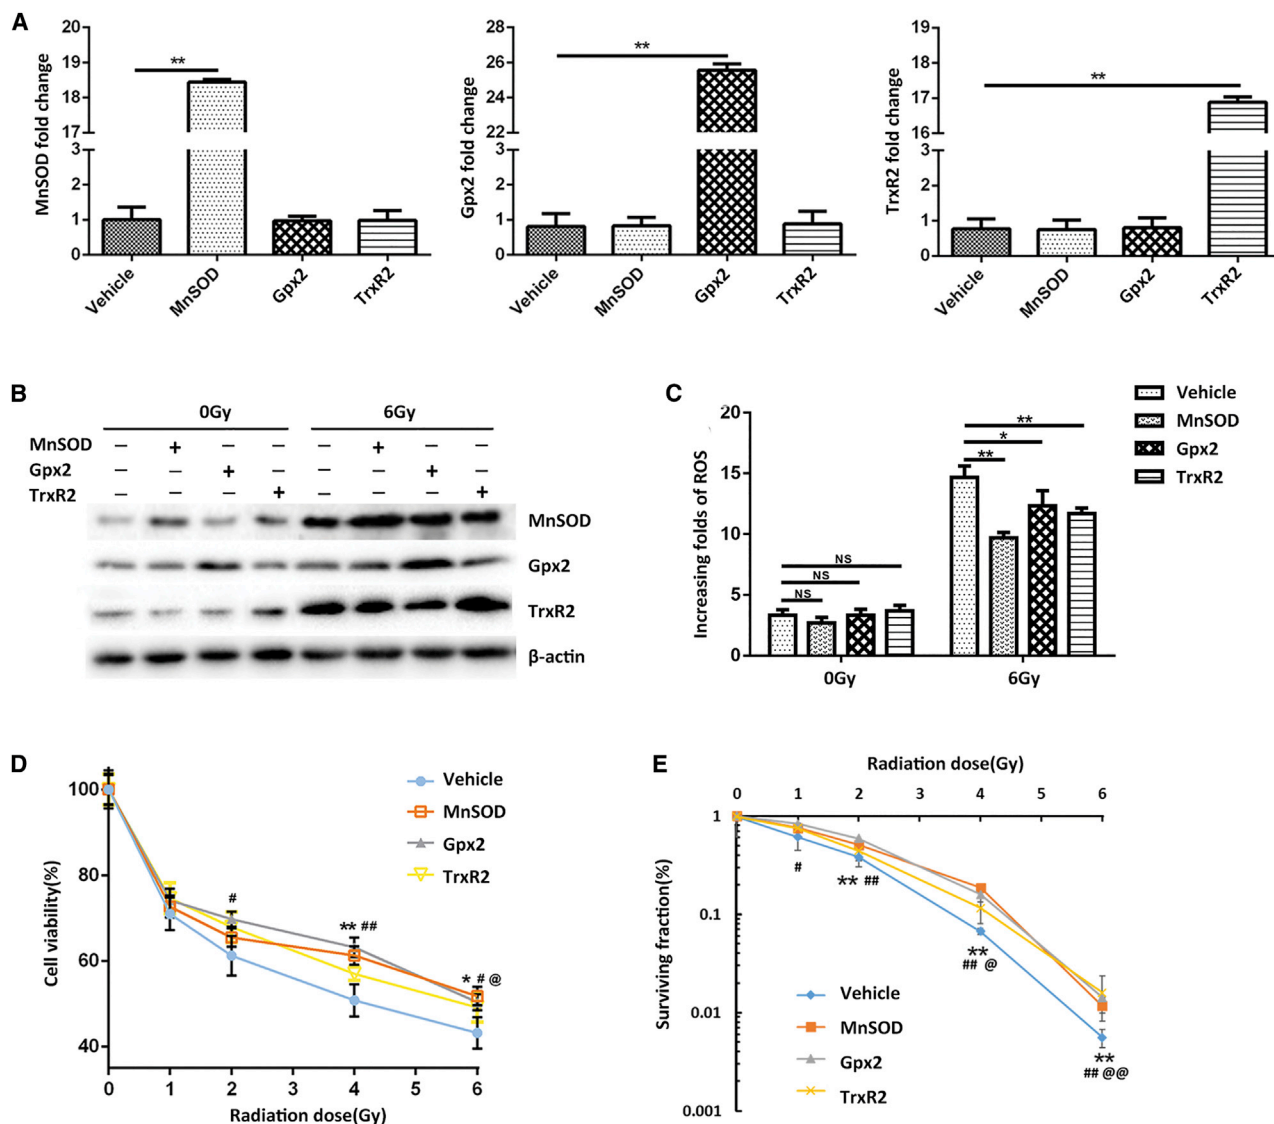 A
MnSOD fold change
20
19
18
17
3
2
1
0
**
Vehicle
MnSOD
Gpx2
TrxR2
Gpx2 fold change
28
26
24
22
3
2
1
0
**
Vehicle
MnSOD
Gpx2
TrxR2
TrxR2 fold change
19
18
17
16
3
2
1
0
**
Vehicle
MnSOD
Gpx2
TrxR2
B
0Gy 6Gy
MnSOD – + – – – + – –
Gpx2 – – + – – – + –
TrxR2 – – – + – – – +
MnSOD
Gpx2
TrxR2
β-actin
C
Increasing folds of ROS
20
15
10
5
0
NS
NS
NS
**
*
**
0Gy 6Gy
Vehicle
MnSOD
Gpx2
TrxR2
D
Cell viability(%)
100
80
60
40
0 1 2 3 4 5 6
Radiation dose(Gy)
#
** ##
* # @
Vehicle
MnSOD
Gpx2
TrxR2
E
Radiation dose(Gy)
0 1 2 3 4 5 6
Surviving fraction(%)
1
0.1
0.01
0.001
#
** ##
**
## @
**
## @@
Vehicle
MnSOD
Gpx2
TrxR2